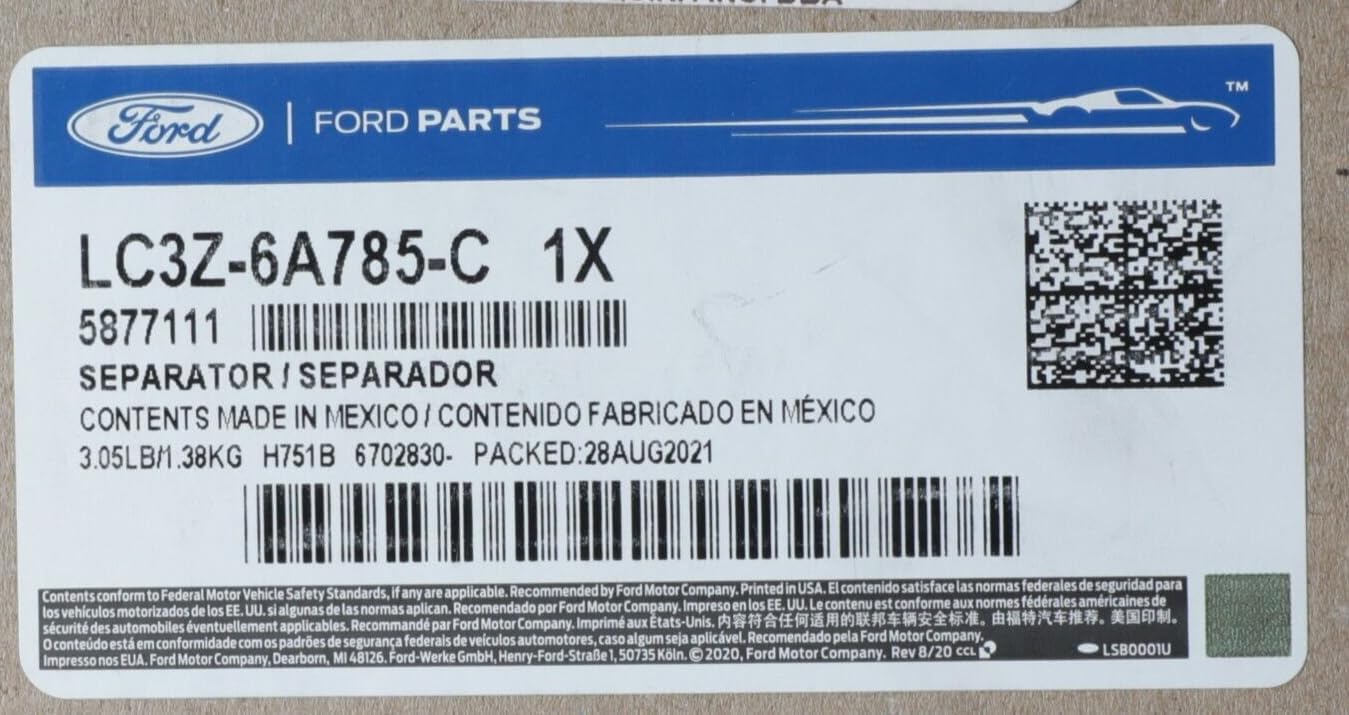 Ford | FORD PARTS ™
LC3Z-6A785-C 1X
5877111
SEPARATOR / SEPARADOR
CONTENTS MADE IN MEXICO / CONTENIDO FABRICADO EN MÉXICO
3.05LB/1.38KG H751B 6702830- PACKED:28AUG2021
Contents conform to Federal Motor Vehicle Safety Standards, if any are applicable. Recommended by Ford Motor Company. Printed in USA. El contenido satisface las normas federales de seguridad para
los vehículos motorizados de los EE. UU. si algunas de las normas aplican. Recomendado por Ford Motor Company. Impreso en los EE. UU. Le contenu est conforme aux normes fédérales américaines de
sécurité des automobiles éventuellement applicables. Recommandé par Ford Motor Company. Imprimé aux États-Unis. 内容符合任何适用的联邦车辆安全标准。由福特汽车推荐。美国印制。
O conteúdo está em conformidade com os padrões de segurança federais de veículos automotores, caso algum seja aplicável. Recomendado pela Ford Motor Company.
Impresso nos EUA. Ford Motor Company, Dearborn, MI 48126. Ford-Werke GmbH, Henry-Ford-Straße 1, 50735 Köln. © 2020, Ford Motor Company. Rev 8/20 CCL LSB0001U